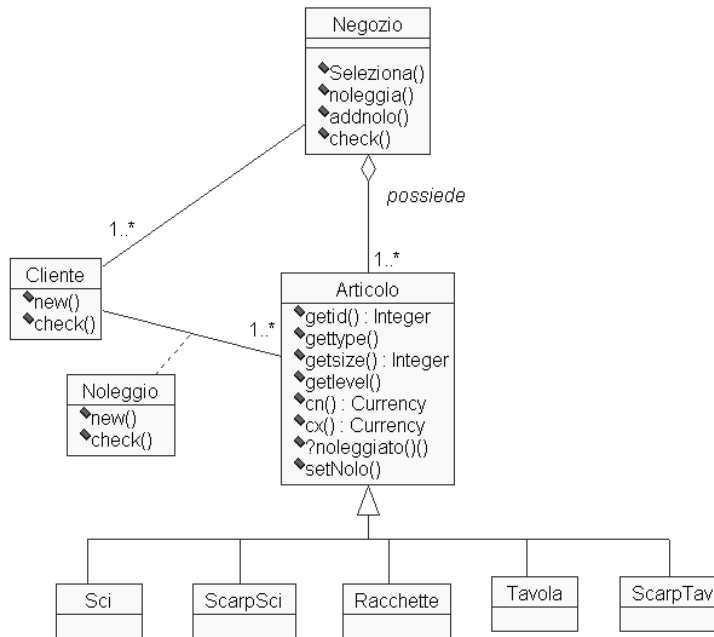 Negozio
Seleziona()
noleggia()
addnolo()
check()
possiede
1..*
1..*
Cliente
new()
check()
1..*
Articolo
getid() : Integer
gettype()
getsize() : Integer
getlevel()
cn() : Currency
cx() : Currency
?noleggiato()()
setNolo()
Noleggio
new()
check()
Sci
ScarpSci
Racchette
Tavola
ScarpTav